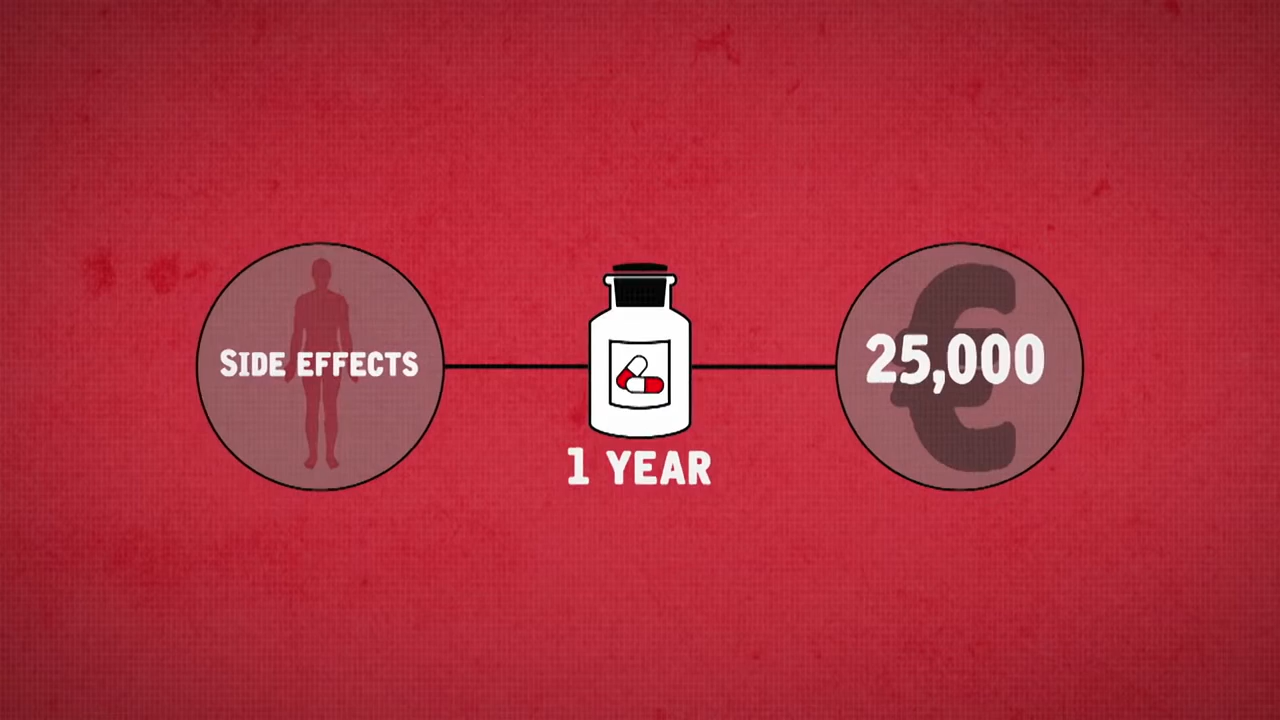 SIDE EFFECTS
1 YEAR
€
25,000